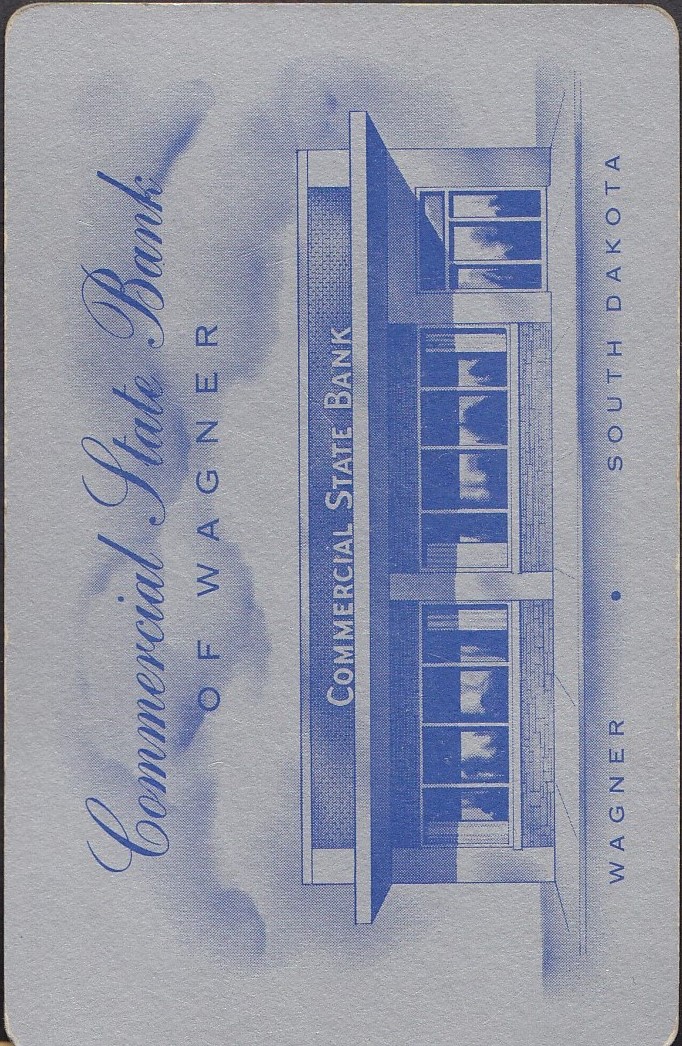 Commercial State Bank
OF WAGNER
COMMERCIAL STATE BANK
WAGNER • SOUTH DAKOTA